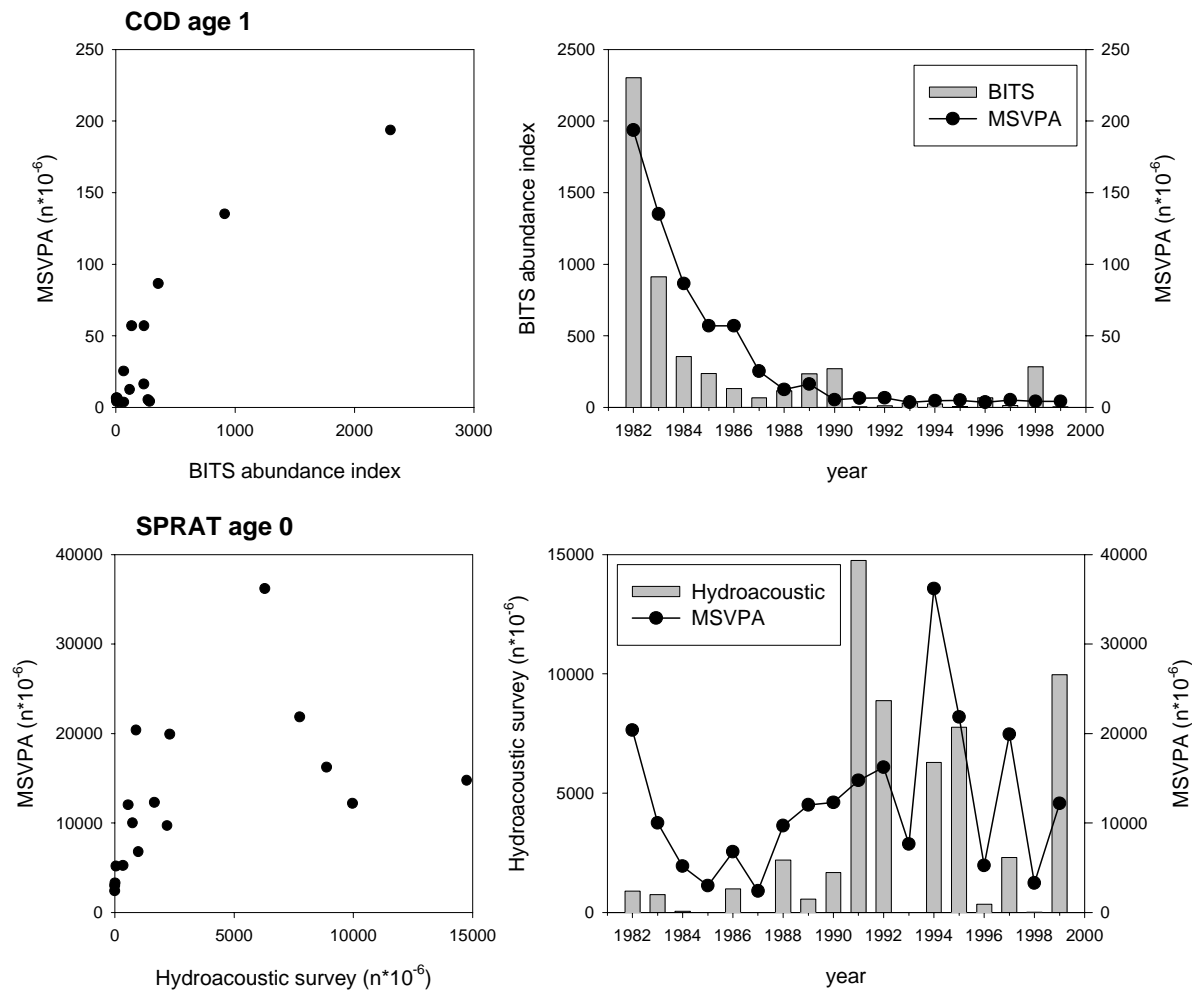 COD age 1
250
200
150
100
50
0
MSVPA (n*10-6)
0 1000 2000 3000
BITS abundance index
2500
2000
1500
1000
500
0
BITS abundance index
BITS
MSVPA
250
200
150
100
50
0
MSVPA (n*10-6)
1982 1984 1986 1988 1990 1992 1994 1996 1998 2000
year
SPRAT age 0
40000
30000
20000
10000
0
MSVPA (n*10-6)
0 5000 10000 15000
Hydroacoustic survey (n*10-6)
15000
10000
5000
0
Hydroacoustic survey (n*10-6)
Hydroacoustic
MSVPA
40000
30000
20000
10000
0
MSVPA (n*10-6)
1982 1984 1986 1988 1990 1992 1994 1996 1998 2000
year